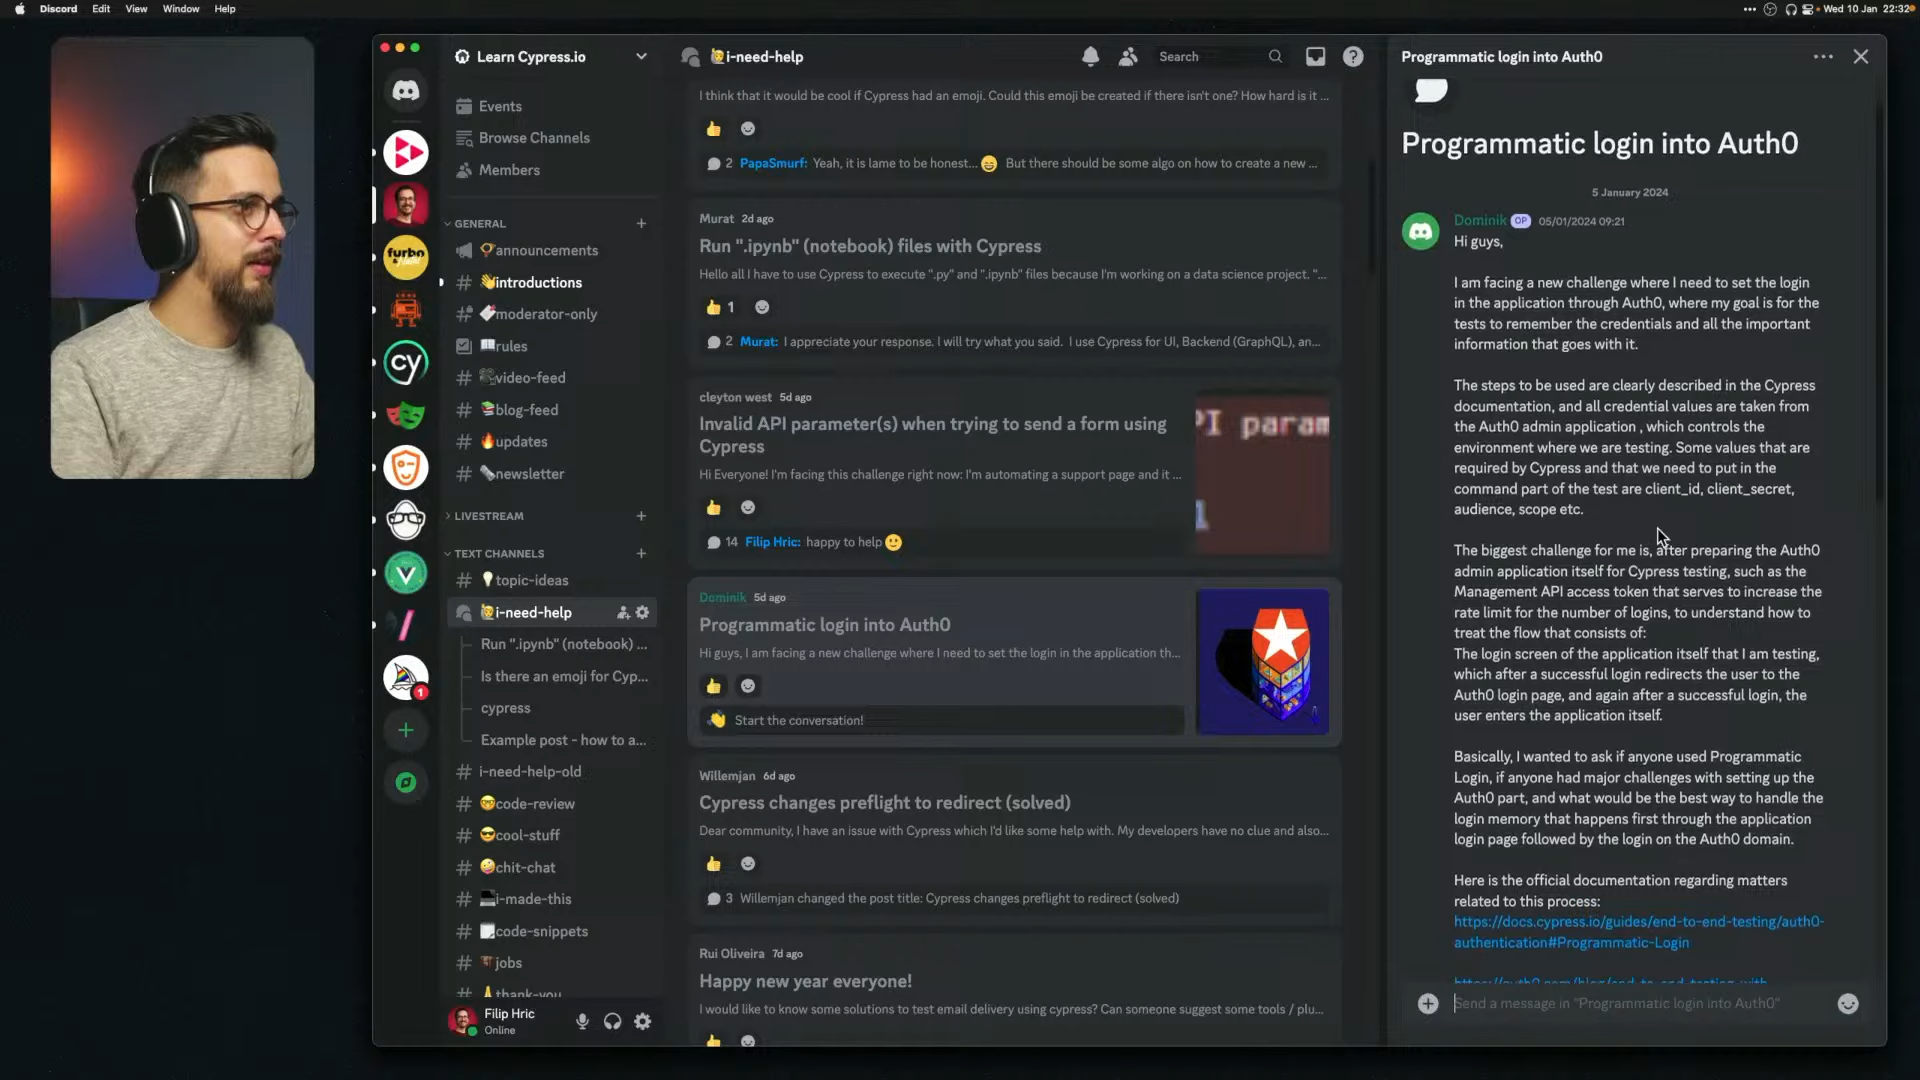 Discord Edit View Window Help
Wed 10 Jan 22:32
Learn Cypress.io
Events
Browse Channels
Members
GENERAL
announcements
introductions
moderator-only
rules
video-feed
blog-feed
updates
newsletter
LIVESTREAM
TEXT CHANNELS
topic-ideas
i-need-help
Run ".ipynb" (notebook) ...
Is there an emoji for Cyp...
cypress
Example post - how to a...
i-need-help-old
code-review
cool-stuff
chit-chat
i-made-this
code-snippets
jobs
thank-you
Filip Hric
Online
turbo
cy
1
i-need-help
Search
I think that it would be cool if Cypress had an emoji. Could this emoji be created if there isn't one? How hard is it ...
2 PapaSmurf: Yeah, it is lame to be honest... 😄 But there should be some algo on how to create a new ...
Murat 2d ago
Run ".ipynb" (notebook) files with Cypress
Hello all I have to use Cypress to execute ".py" and ".ipynb" files because I'm working on a data science project. "...
👍 1
2 Murat: I appreciate your response. I will try what you said. I use Cypress for UI, Backend (GraphQL), an...
cleyton west 5d ago
Invalid API parameter(s) when trying to send a form using
Cypress
Hi Everyone! I'm facing this challenge right now: I'm automating a support page and it ...
14 Filip Hric: happy to help 🙂
PI param
Dominik 5d ago
Programmatic login into Auth0
Hi guys, I am facing a new challenge where I need to set the login in the application th...
Start the conversation!
Willemjan 6d ago
Cypress changes preflight to redirect (solved)
Dear community, I have an issue with Cypress which I'd like some help with. My developers have no clue and also...
3 Willemjan changed the post title: Cypress changes preflight to redirect (solved)
Rui Oliveira 7d ago
Happy new year everyone!
I would like to know some solutions to test email delivery using cypress? Can someone suggest some tools / plu...
Programmatic login into Auth0
Programmatic login into Auth0
5 January 2024
Dominik OP 05/01/2024 09:21
Hi guys,
I am facing a new challenge where I need to set the login
in the application through Auth0, where my goal is for the
tests to remember the credentials and all the important
information that goes with it.
The steps to be used are clearly described in the Cypress
documentation, and all credential values are taken from
the Auth0 admin application , which controls the
environment where we are testing. Some values that are
required by Cypress and that we need to put in the
command part of the test are client_id, client_secret,
audience, scope etc.
The biggest challenge for me is, after preparing the Auth0
admin application itself for Cypress testing, such as the
Management API access token that serves to increase the
rate limit for the number of logins, to understand how to
treat the flow that consists of:
The login screen of the application itself that I am testing,
which after a successful login redirects the user to the
Auth0 login page, and again after a successful login, the
user enters the application itself.
Basically, I wanted to ask if anyone used Programmatic
Login, if anyone had major challenges with setting up the
Auth0 part, and what would be the best way to handle the
login memory that happens first through the application
login page followed by the login on the Auth0 domain.
Here is the official documentation regarding matters
related to this process:
https://docs.cypress.io/guides/end-to-end-testing/auth0-
authentication#Programmatic-Login
https://auth0.com/blog/end-to-end-testing-with
Send a message in "Programmatic login into Auth0"